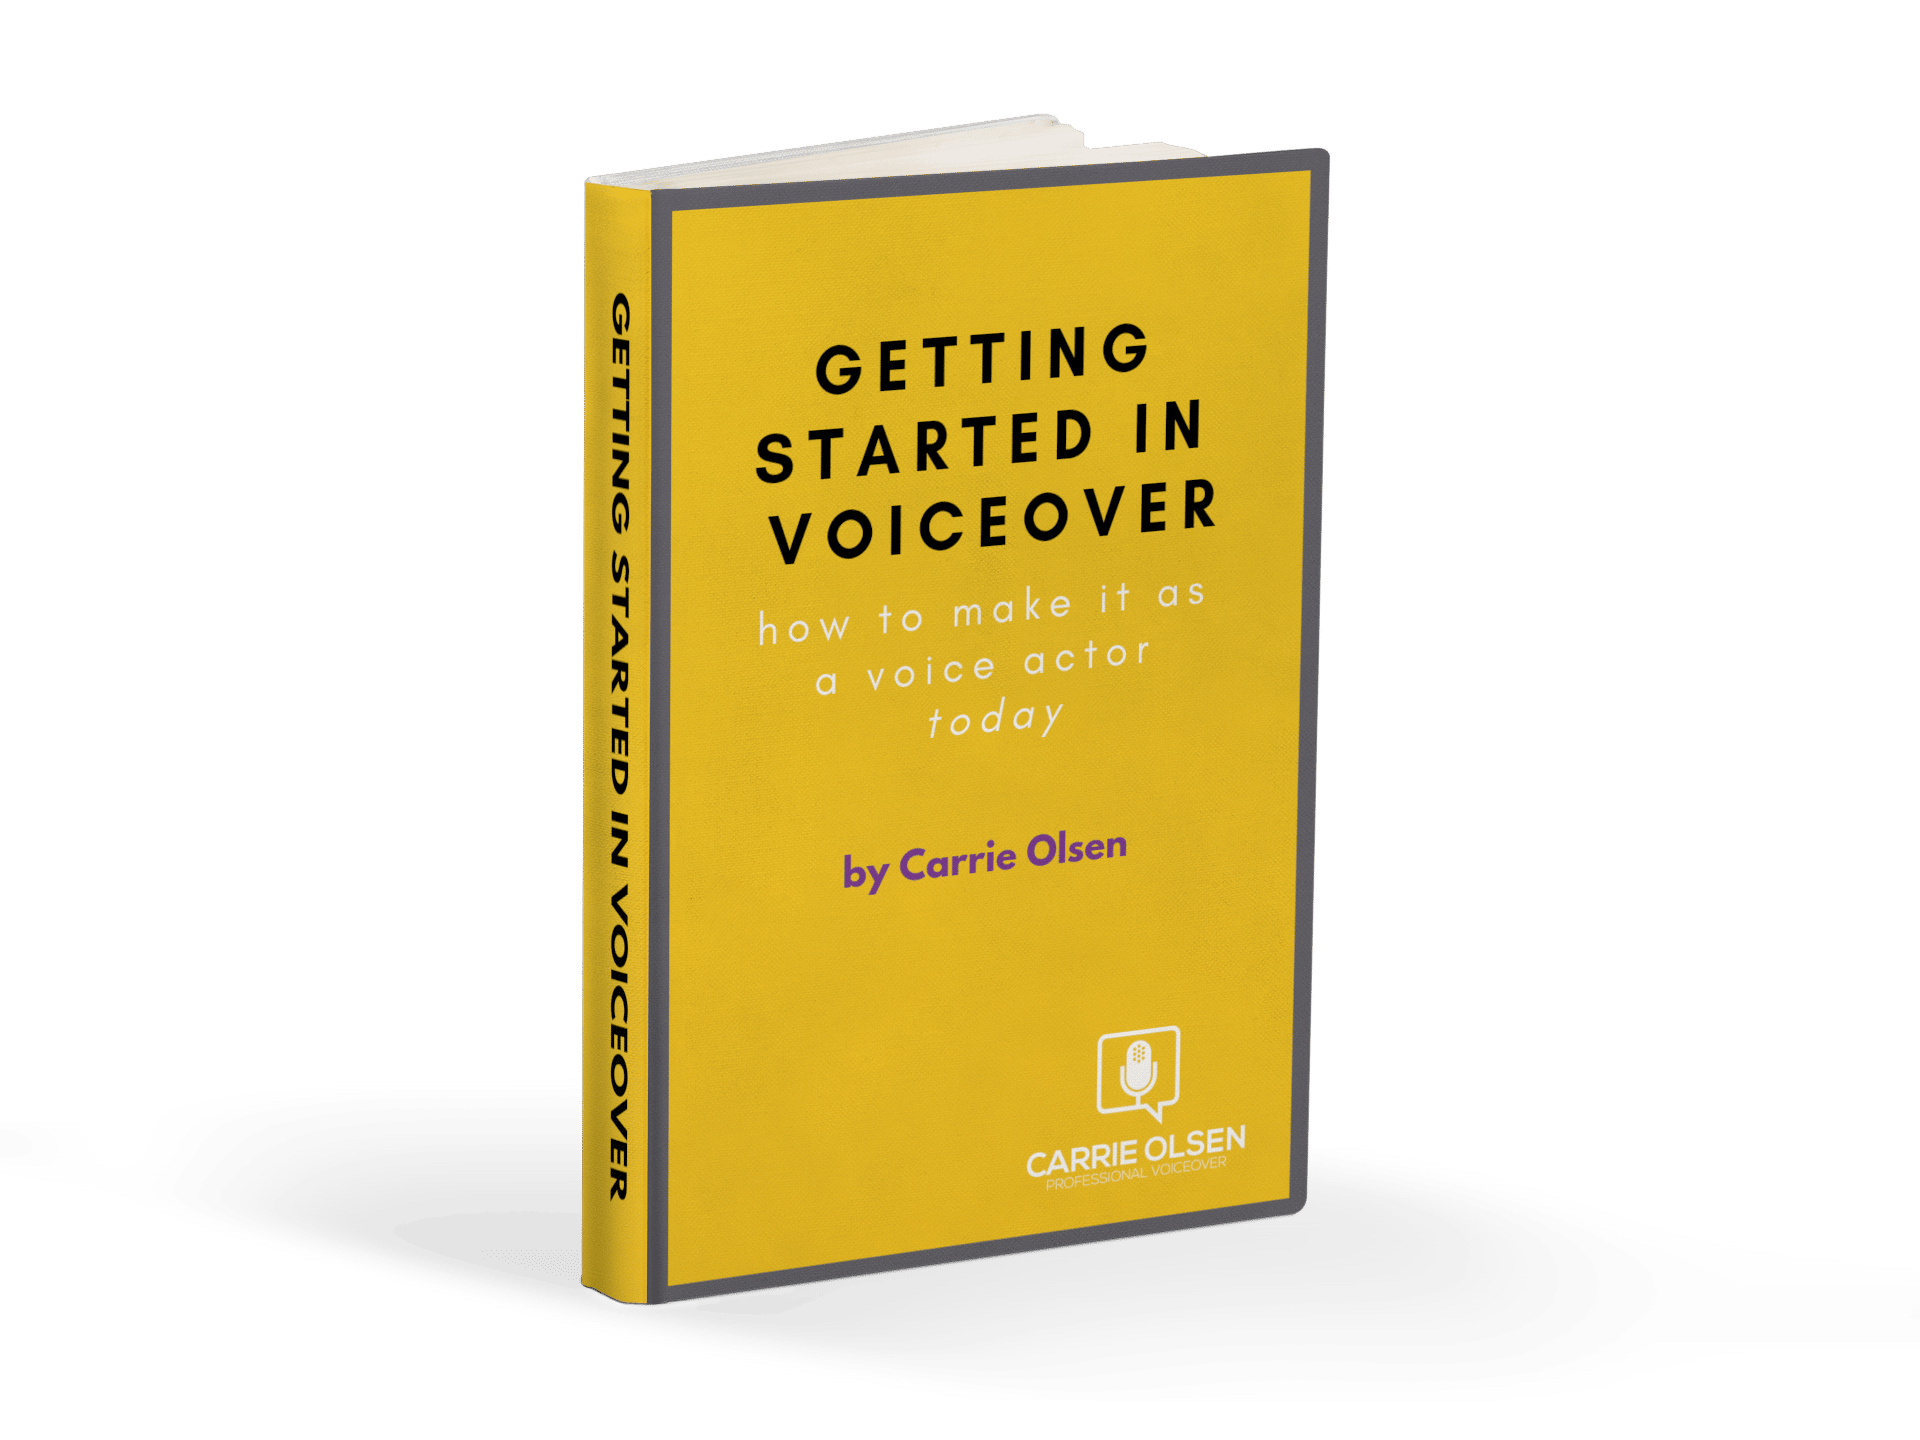 GETTING STARTED IN VOICEOVER
GETTING
STARTED IN
VOICEOVER
how to make it as
a voice actor
today
by Carrie Olsen
CARRIE OLSEN
PROFESSIONAL VOICEOVER